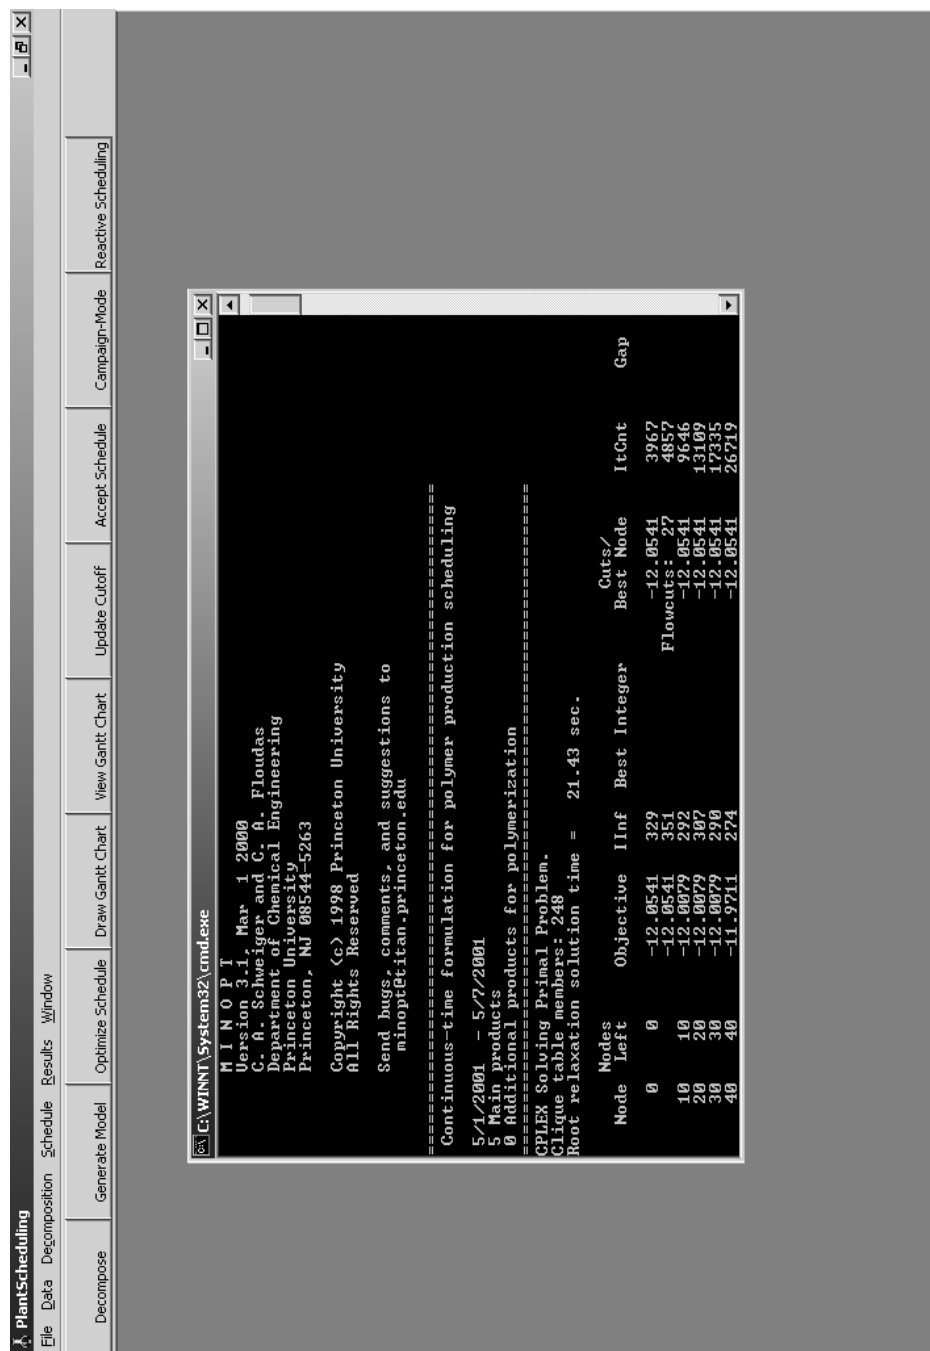 PlantScheduling
File Data Decomposition Schedule Results Window
Decompose Generate Model Optimize Schedule Draw Gantt Chart View Gantt Chart Update Cutoff Accept Schedule Campaign-Mode Reactive Scheduling
C:\WINNT\System32\cmd.exe
M I N O P T
Version 3.1, Mar 1 2000
C. A. Schweiger and C. A. Floudas
Department of Chemical Engineering
Princeton University
Princeton, NJ 08544-5263
Copyright (c) 1998 Princeton University
All Rights Reserved
Send bugs, comments, and suggestions to
minopt@titan.princeton.edu
================================================================
Continuous-time formulation for polymer production scheduling
5/1/2001 - 5/7/2001
5 Main products
0 Additional products for polymerization
================================================================
CPLEX Solving Primal Problem.
Clique table members: 248
Root relaxation solution time = 21.43 sec.
Nodes Cuts/
Node Left Objective IInf Best Integer Best Node ItCnt Gap
0 0 -12.0541 329 -12.0541 3967
-12.0541 351 Flowcuts: 27 4857
10 10 -12.0079 292 -12.0541 9646
20 20 -12.0079 307 -12.0541 13109
30 30 -12.0079 290 -12.0541 17335
40 40 -11.9711 274 -12.0541 26719